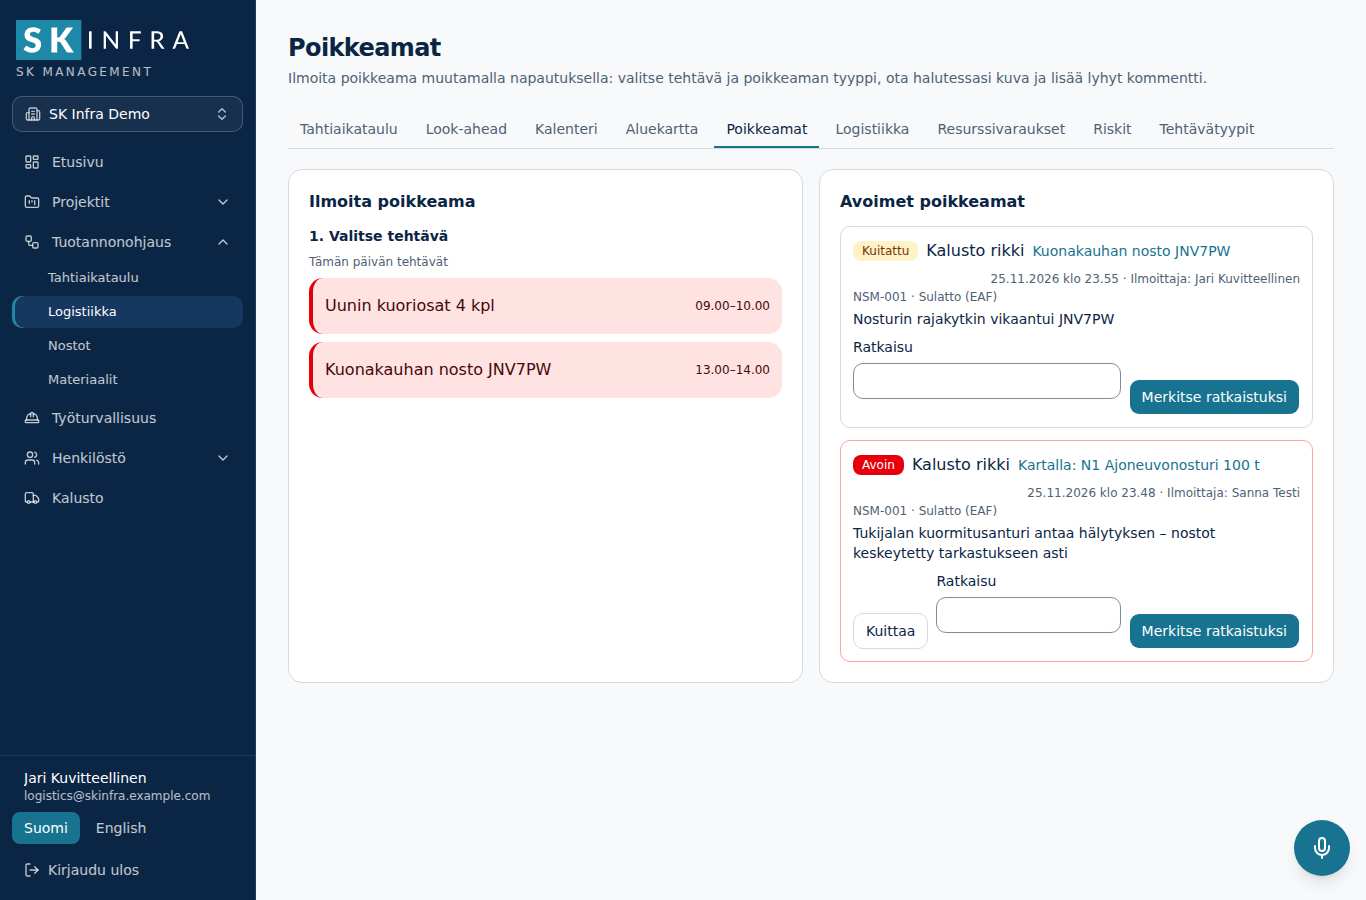 SK INFRA
SK MANAGEMENT
SK Infra Demo
Etusivu
Projektit
Tuotannonohjaus
Tahtiaikataulu
Logistiikka
Nostot
Materiaalit
Työturvallisuus
Henkilöstö
Kalusto
Jari Kuvitteellinen
logistics@skinfra.example.com
Suomi English
Kirjaudu ulos
Poikkeamat
Ilmoita poikkeama muutamalla napautuksella: valitse tehtävä ja poikkeaman tyyppi, ota halutessasi kuva ja lisää lyhyt kommentti.
Tahtiaikataulu Look-ahead Kalenteri Aluekartta Poikkeamat Logistiikka Resurssivaraukset Riskit Tehtävätyypit
Ilmoita poikkeama
1. Valitse tehtävä
Tämän päivän tehtävät
Uunin kuoriosat 4 kpl 09.00–10.00
Kuonakauhan nosto JNV7PW 13.00–14.00
Avoimet poikkeamat
Kuitattu Kalusto rikki Kuonakauhan nosto JNV7PW
25.11.2026 klo 23.55 · Ilmoittaja: Jari Kuvitteellinen
NSM-001 · Sulatto (EAF)
Nosturin rajakytkin vikaantui JNV7PW
Ratkaisu
Merkitse ratkaistuksi
Avoin Kalusto rikki Kartalla: N1 Ajoneuvonosturi 100 t
25.11.2026 klo 23.48 · Ilmoittaja: Sanna Testi
NSM-001 · Sulatto (EAF)
Tukijalan kuormitusanturi antaa hälytyksen – nostot
keskeytetty tarkastukseen asti
Ratkaisu
Kuittaa Merkitse ratkaistuksi